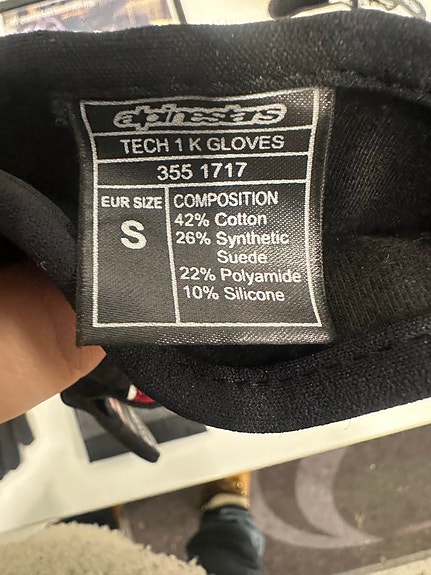 alpinestars
TECH 1 K GLOVES
355 1717
EUR SIZE
S
COMPOSITION
42% Cotton
26% Synthetic
Suede
22% Polyamide
10% Silicone